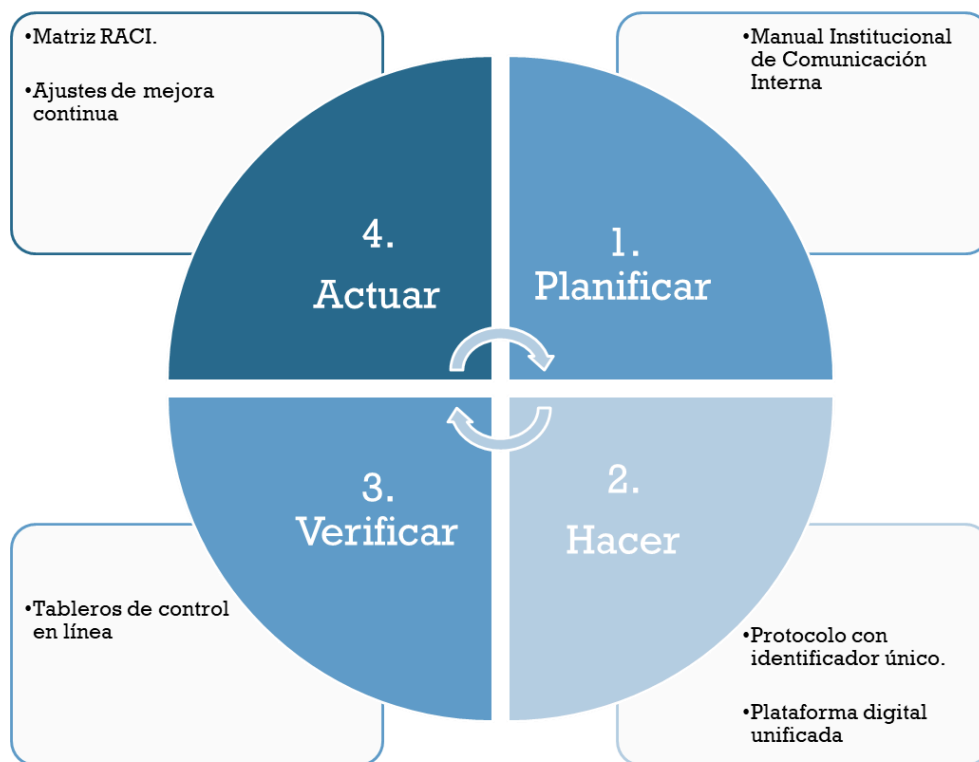 •Matriz RACI.
•Ajustes de mejora
continua
•Manual Institucional
de Comunicación
Interna
4.
Actuar
1.
Planificar
3.
Verificar
2.
Hacer
•Tableros de control
en línea
•Protocolo con
identificador único.
•Plataforma digital
unificada